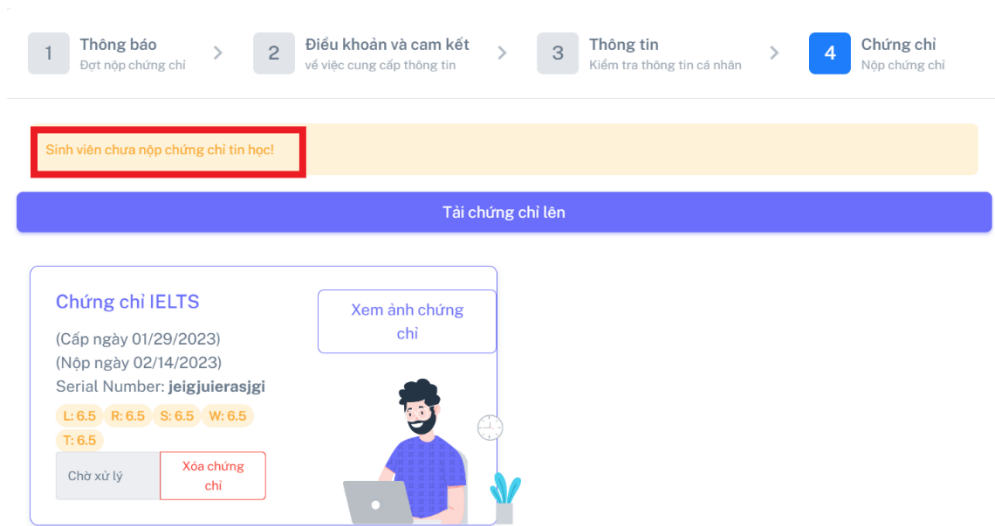 1 Thông báo
Đợt nộp chứng chỉ
2 Điều khoản và cam kết
về việc cung cấp thông tin
3 Thông tin
Kiểm tra thông tin cá nhân
4 Chứng chỉ
Nộp chứng chỉ
Sinh viên chưa nộp chứng chỉ tin học!
Tải chứng chỉ lên
Chứng chỉ IELTS
(Cấp ngày 01/29/2023)
(Nộp ngày 02/14/2023)
Serial Number: jeigjuierasjgi
L: 6.5 R: 6.5 S: 6.5 W: 6.5
T: 6.5
Chờ xử lý
Xóa chứng
chỉ
Xem ảnh chứng
chỉ